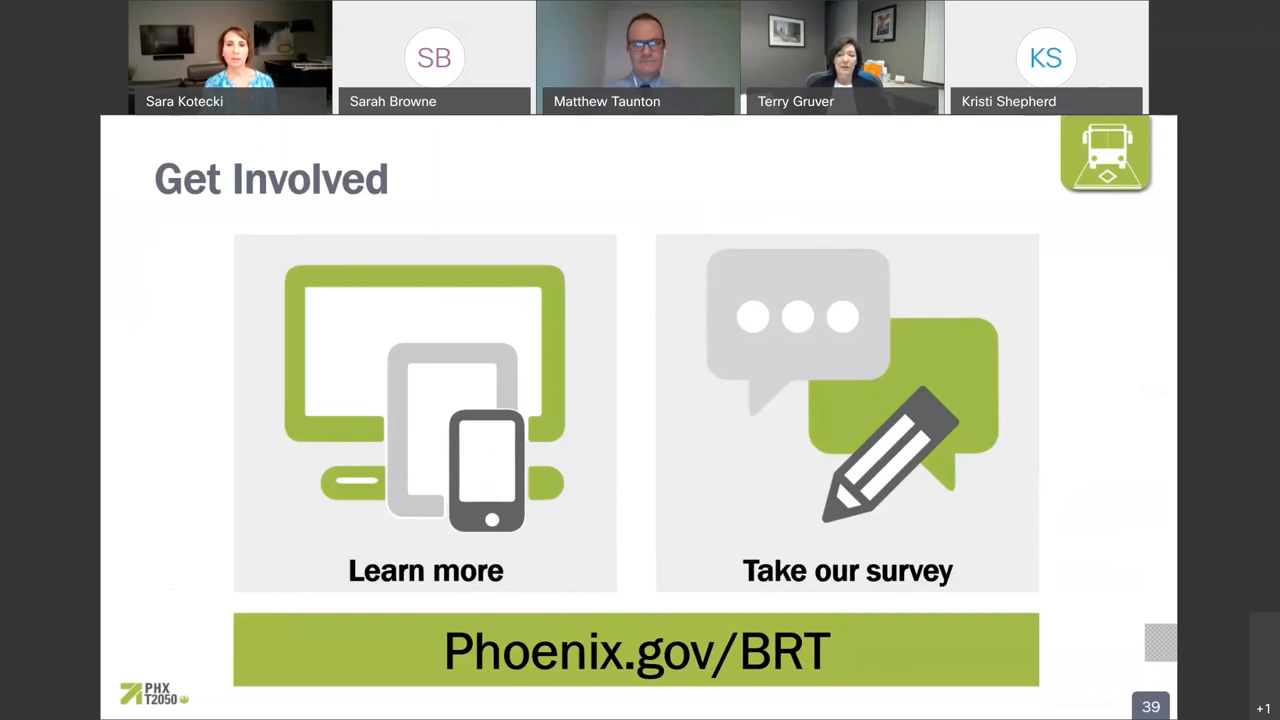 SB
KS
Sara Kotecki
Sarah Browne
Matthew Taunton
Terry Gruver
Kristi Shepherd
Get Involved
Learn more
Take our survey
Phoenix.gov/BRT
PHX
T2050
39
+1